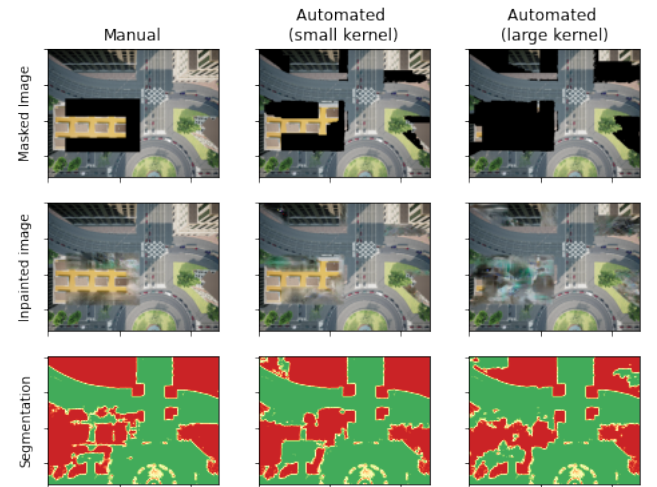 Manual
Automated
(small kernel)
Automated
(large kernel)
Masked Image
Inpainted image
Segmentation